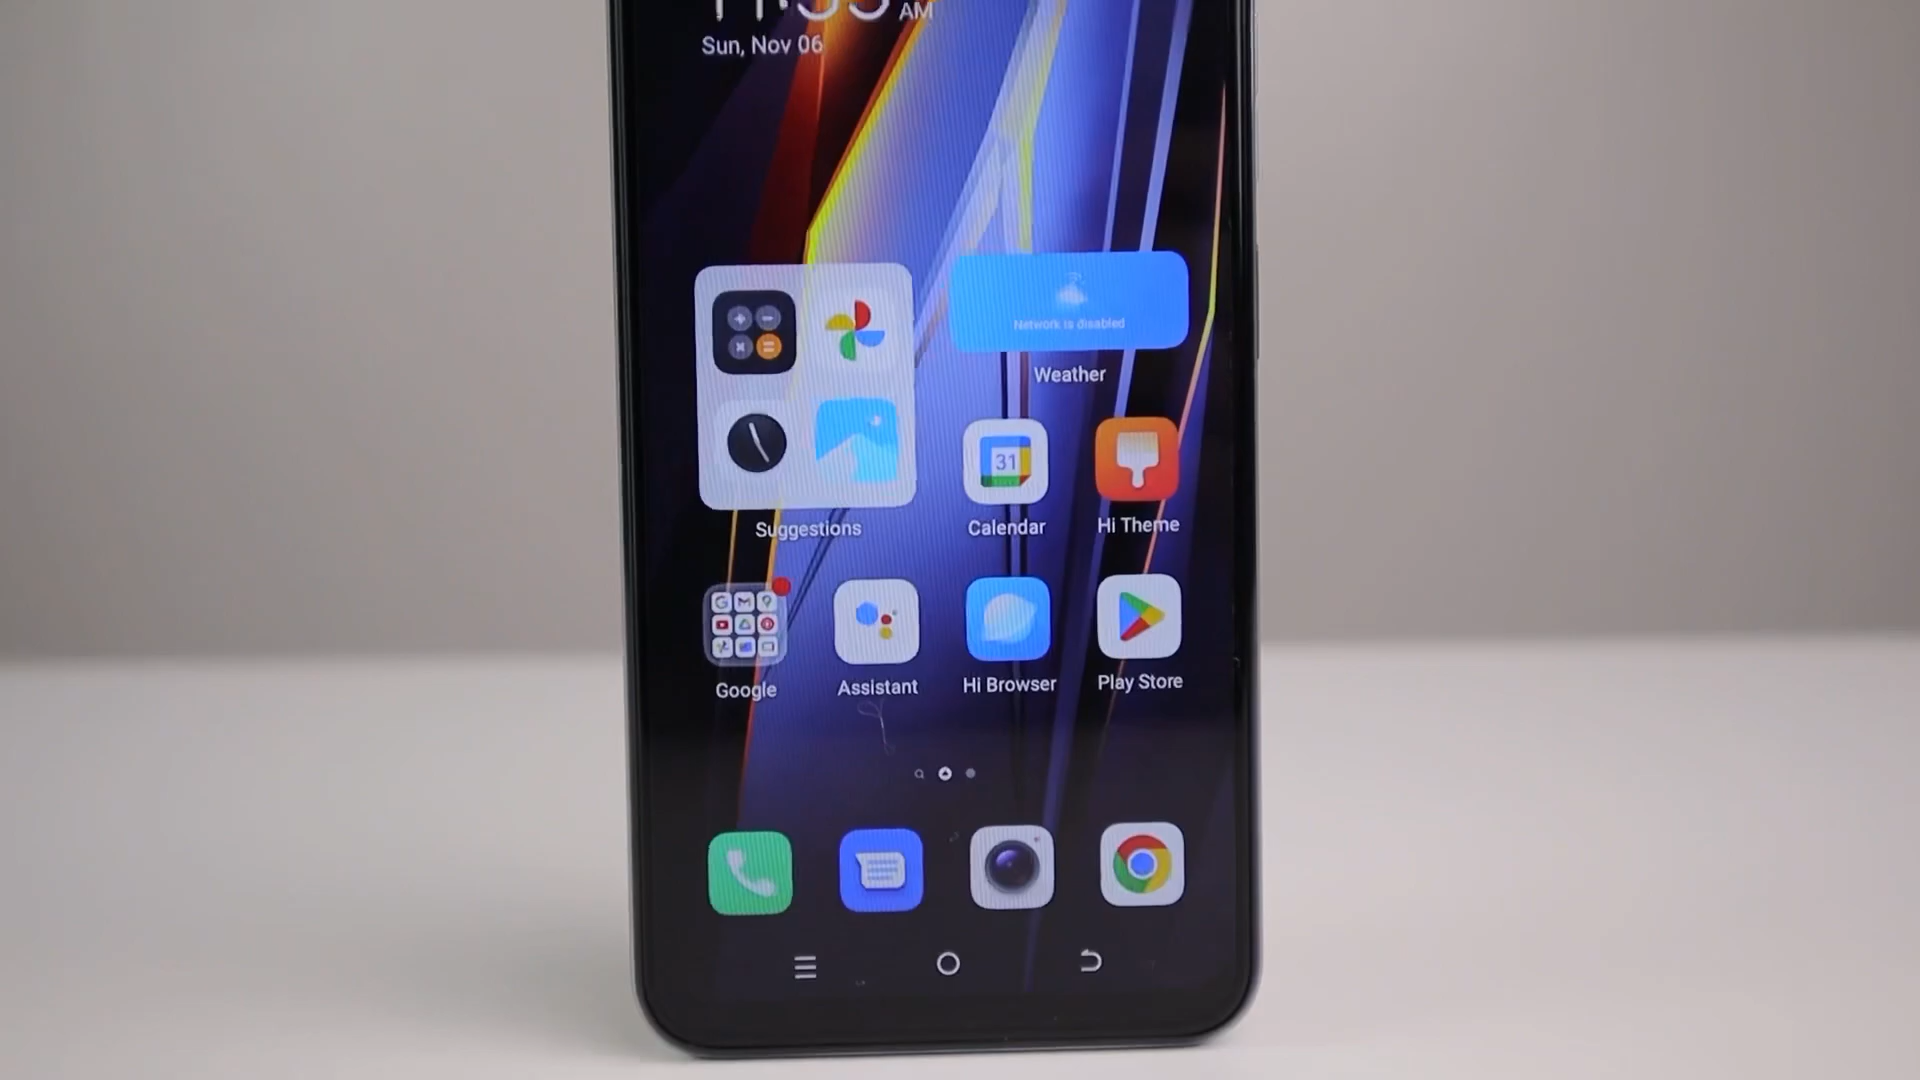 AM
Sun, Nov 06
Network is disabled
Weather
31
Suggestions
Calendar
Hi Theme
Google
Assistant
Hi Browser
Play Store